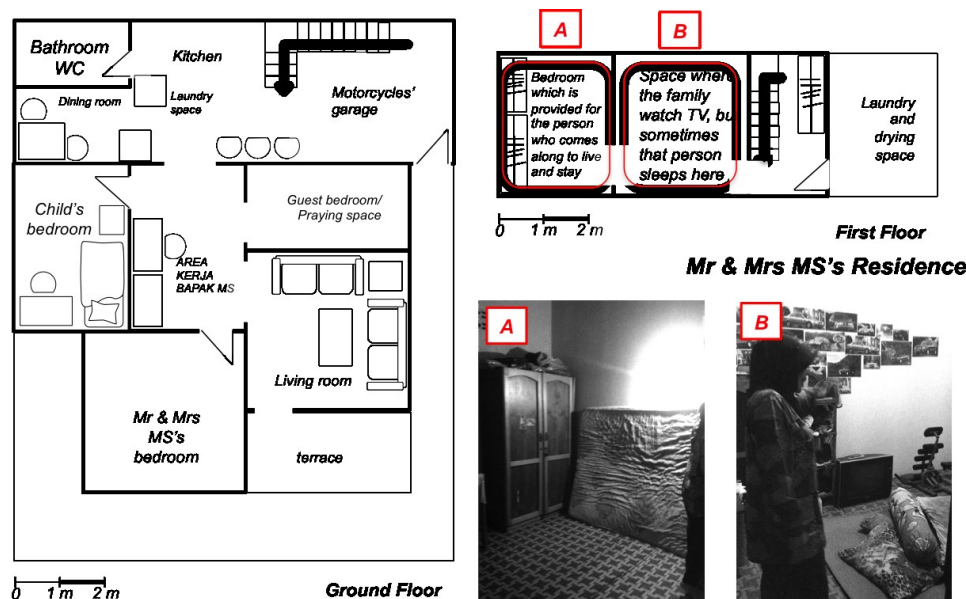 Bathroom
WC
Kitchen
Dining room
Laundry
space
Motorcycles'
garage
Child's
bedroom
Guest bedroom/
Praying space
AREA
KERJA
BAPAK MS
Living room
Mr & Mrs
MS's
bedroom
terrace
0 1 m 2 m
Ground Floor
A
B
Bedroom
which is
provided for
the person
who comes
along to live
and stay
Space where
the family
watch TV, bu
sometimes
that person
sleeps here
Laundry
and
drying
space
0 1 m 2 m
First Floor
Mr & Mrs MS's Residence
A
B